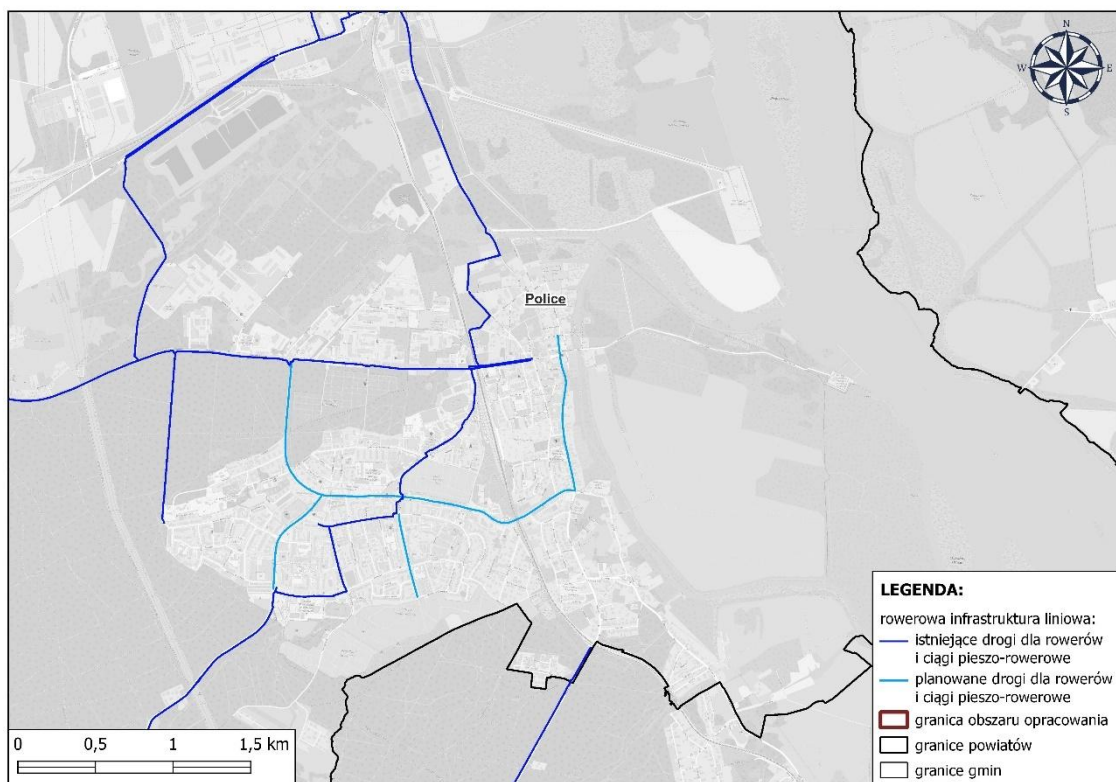 N
W
E
S
Police
LEGENDA:
rowerowa infrastruktura liniowa:
istniejące drogi dla rowerów
i ciągi pieszo-rowerowe
planowane drogi dla rowerów
i ciągi pieszo-rowerowe
granica obszaru opracowania
granice powiatów
granice gmin
0 0,5 1 1,5 km